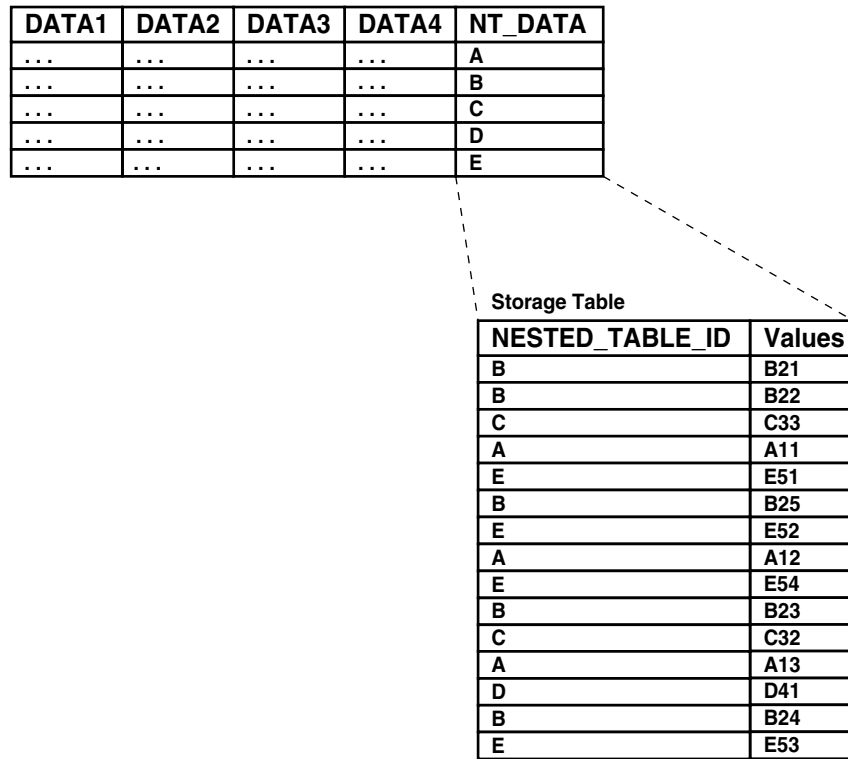 DATA1 DATA2 DATA3 DATA4 NT_DATA
. . . . . . . . . . . . A
. . . . . . . . . . . . B
. . . . . . . . . . . . C
. . . . . . . . . . . . D
. . . . . . . . . . . . E
Storage Table
NESTED_TABLE_ID Values
B B21
B B22
C C33
A A11
E E51
B B25
E E52
A A12
E E54
B B23
C C32
A A13
D D41
B B24
E E53